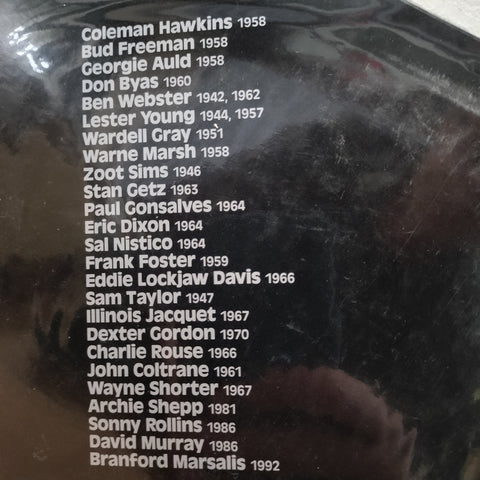 Coleman Hawkins 1958
Bud Freeman 1958
Georgie Auld 1958
Don Byas 1960
Ben Webster 1942, 1962
Lester Young 1944, 1957
Wardell Gray 1951
Warne Marsh 1958
Zoot Sims 1946
Stan Getz 1963
Paul Gonsalves 1964
Eric Dixon 1964
Sal Nistico 1964
Frank Foster 1959
Eddie Lockjaw Davis 1966
Sam Taylor 1947
Illinois Jacquet 1967
Dexter Gordon 1970
Charlie Rouse 1966
John Coltrane 1961
Wayne Shorter 1967
Archie Shepp 1981
Sonny Rollins 1986
David Murray 1986
Branford Marsalis 1992